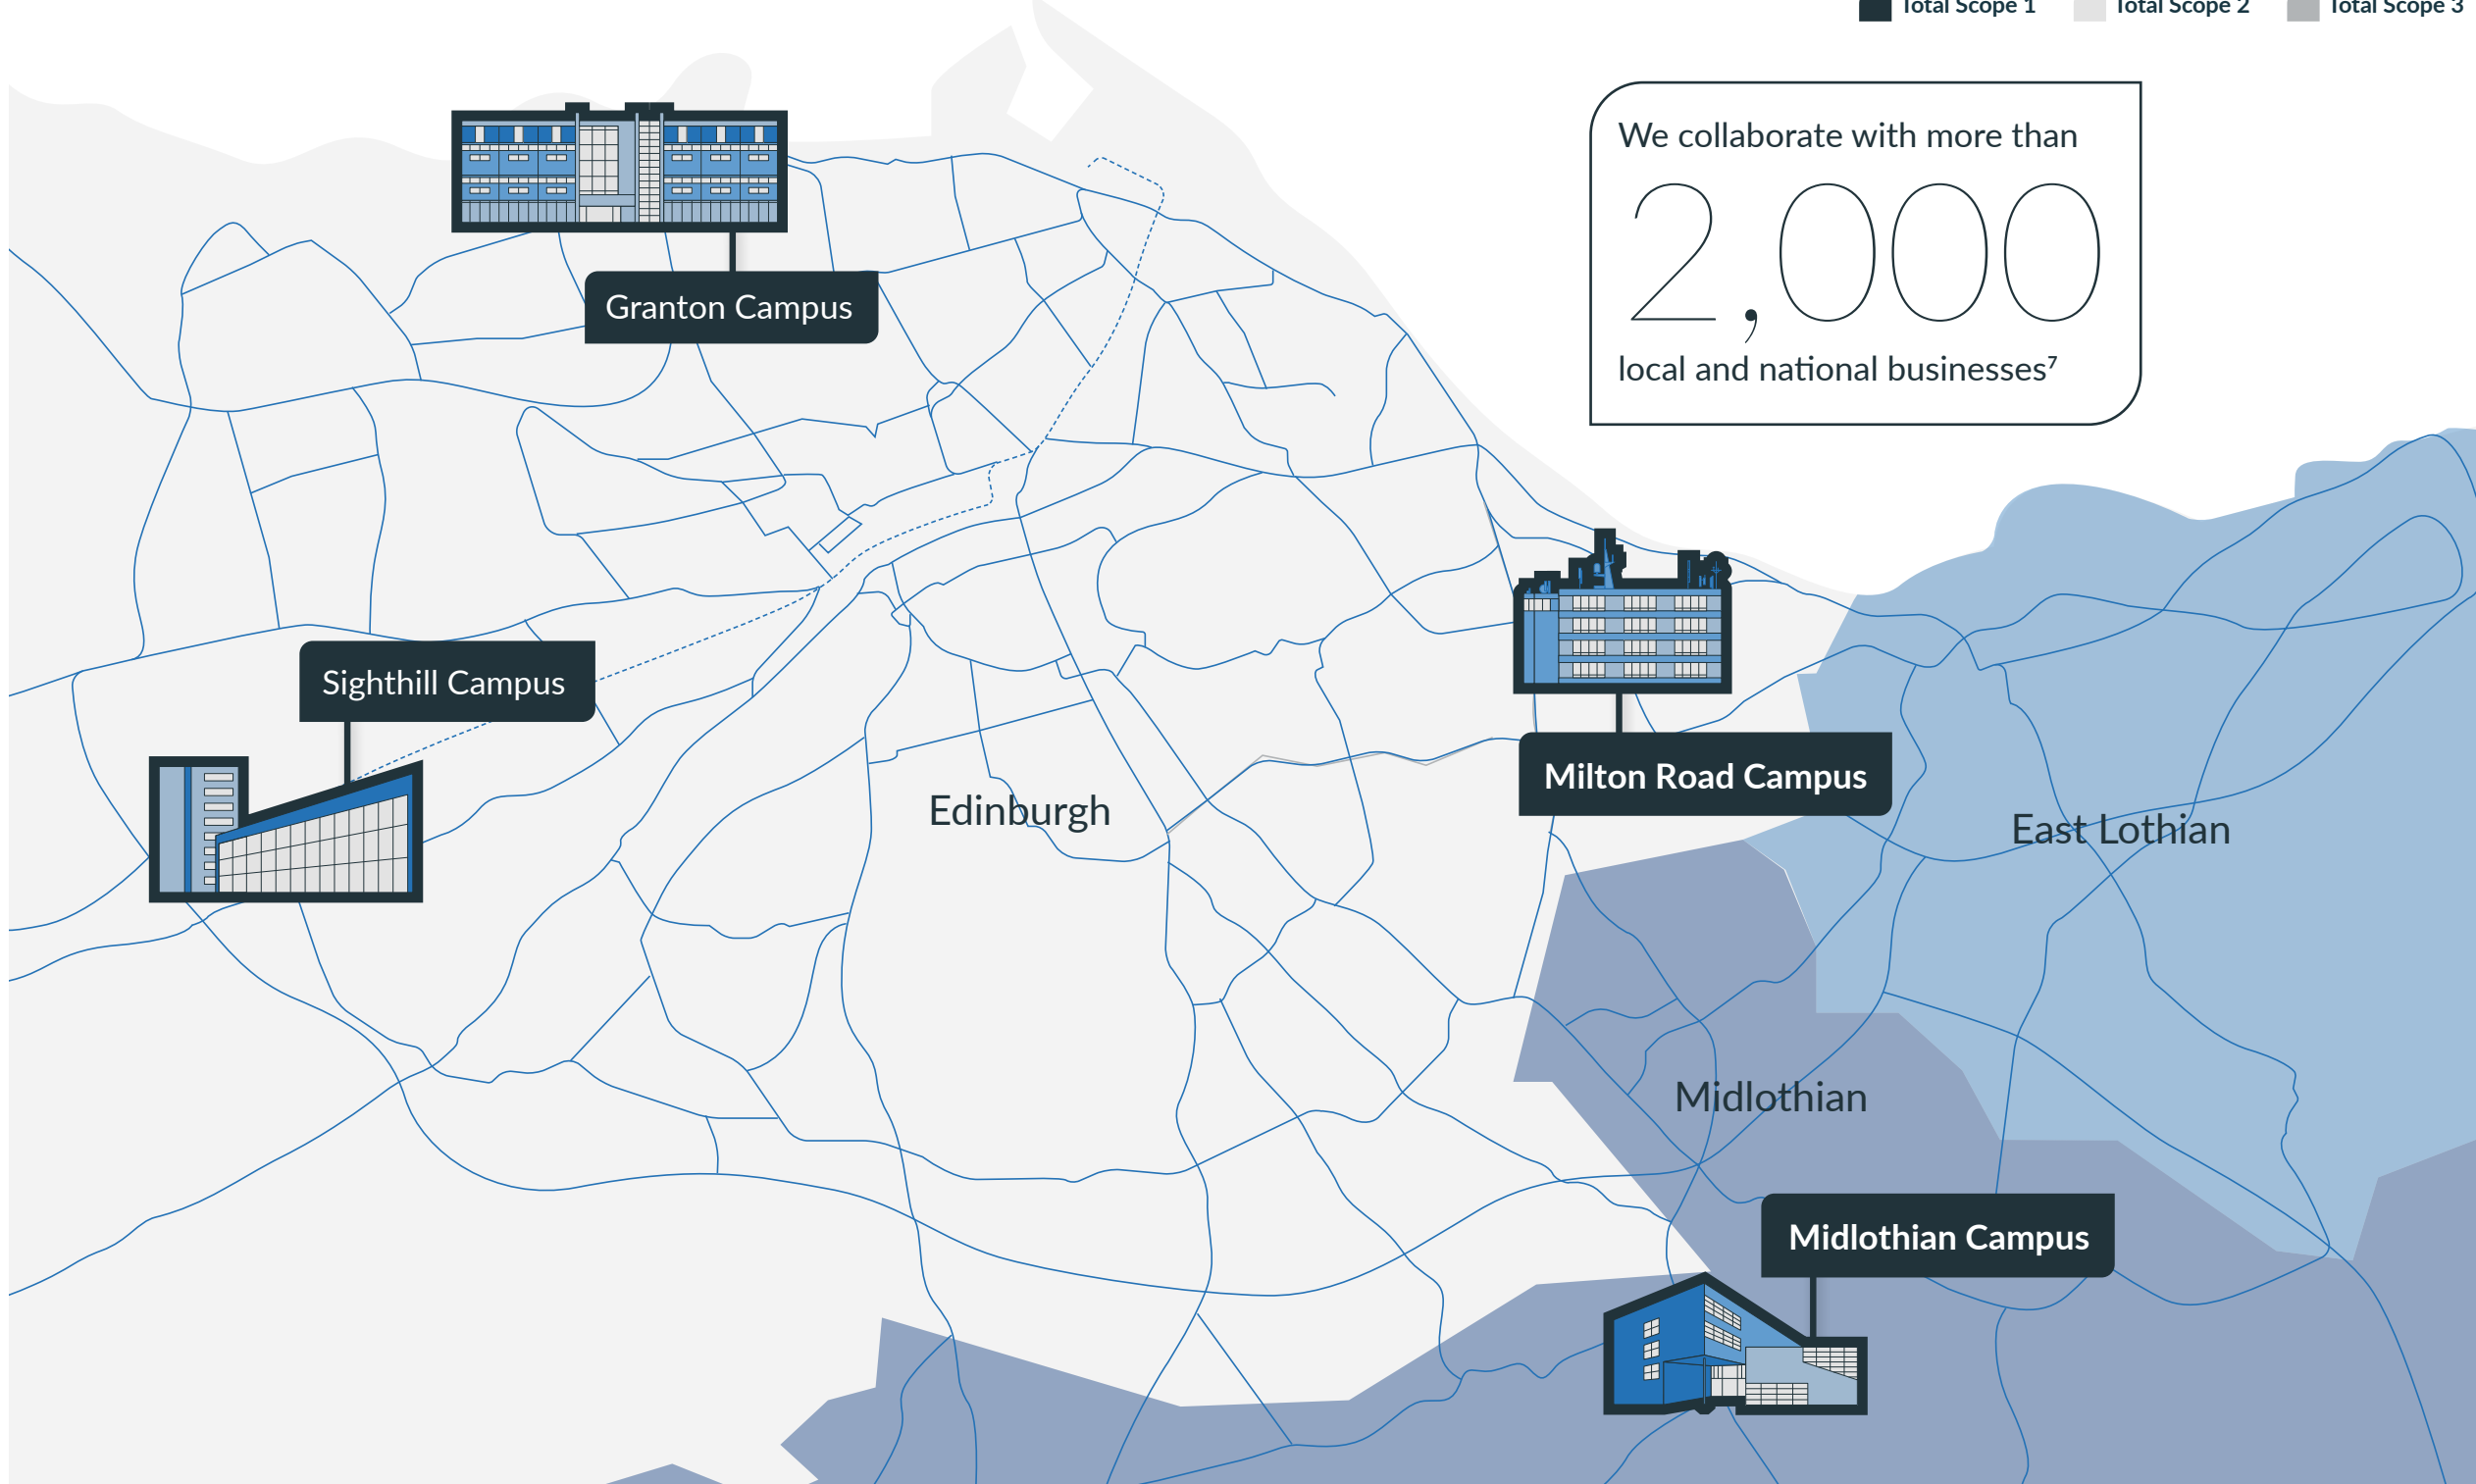 Total Scope 1 Total Scope 2 Total Scope 3
We collaborate with more than
2,000
local and national businesses⁷
Granton Campus
Sighthill Campus
Milton Road Campus
Edinburgh
East Lothian
Midlothian
Midlothian Campus